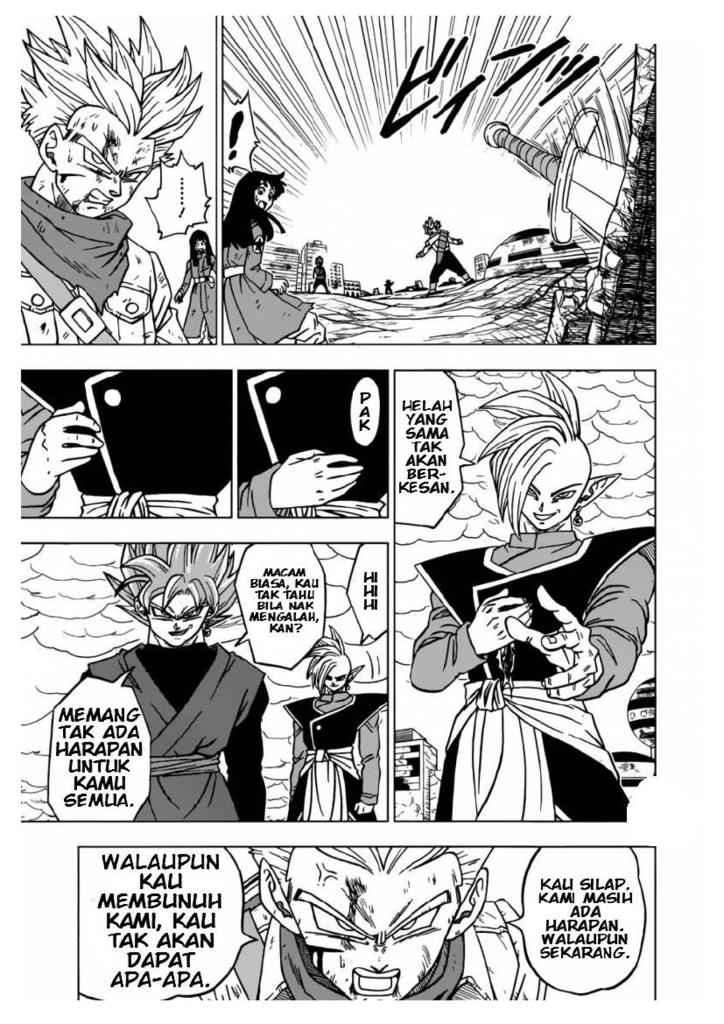 ビィンッ
!
......
HELAH
YANG
SAMA
TAK
AKAN
BER-
KESAN.
PAK
HI
HI
HI
MACAM
BIASA, KAU
TAK TAHU
BILA NAK
MENGALAH,
KAN?
MEMANG
TAK ADA
HARAPAN
UNTUK
KAMU
SEMUA.
KAU SILAP.
KAMI MASIH
ADA
HARAPAN.
WALAUPUN
SEKARANG.
WALAUPUN
KAU
MEMBUNUH
KAMI, KAU
TAK AKAN
DAPAT
APA-APA.